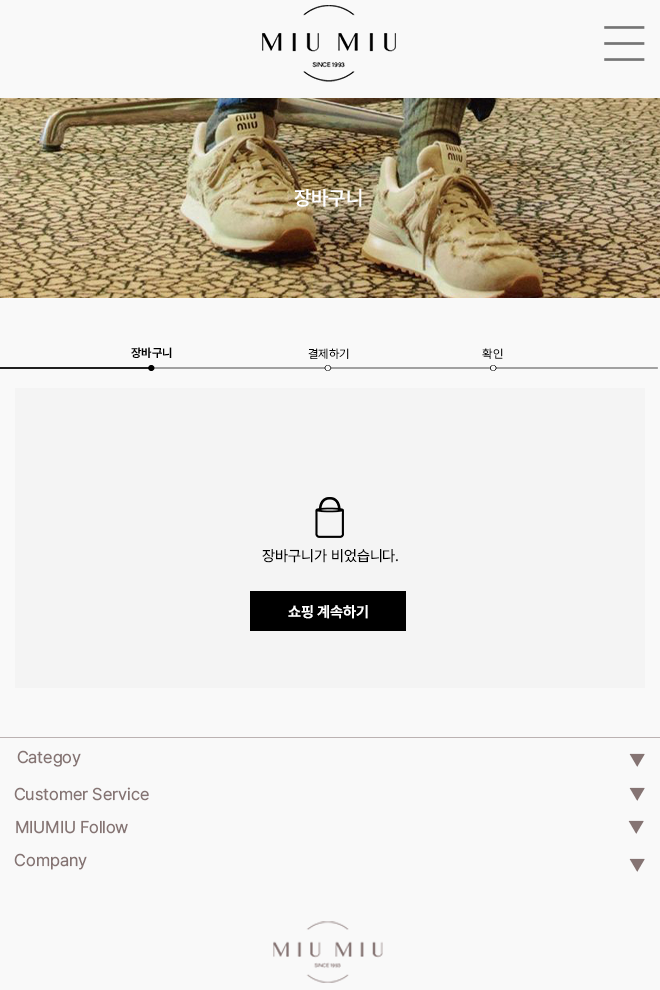 MIU MIU
SINCE 1993
miu
miu
miu
miu
장바구니
장바구니
결제하기
확인
장바구니가 비었습니다.
쇼핑 계속하기
Categoy
Customer Service
MIUMIU Follow
Company
MIU MIU
SINCE 1993